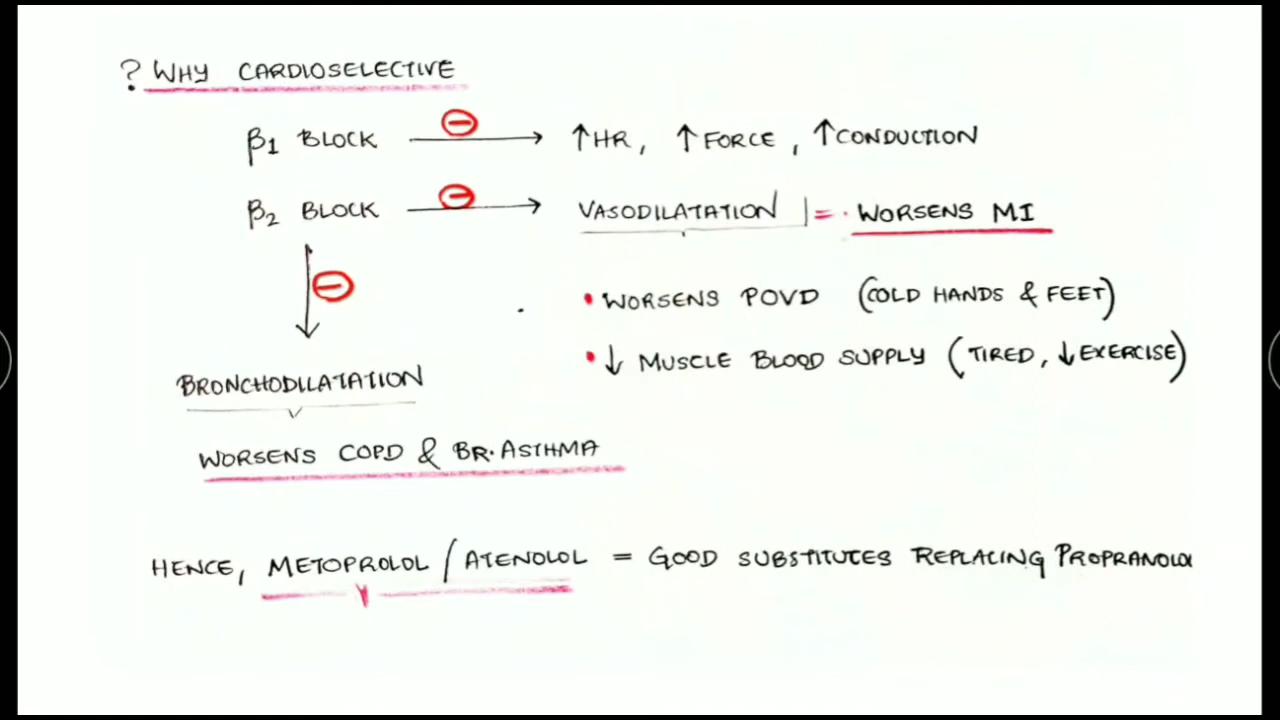 ? WHY CARDIOSELECTIVE
β1 BLOCK ⊖ → ↑HR, ↑FORCE, ↑CONDUCTION
β2 BLOCK ⊖ → VASODILATATION = WORSENS MI
⊖
• WORSENS POVD (COLD HANDS & FEET)
• ↓ MUSCLE BLOOD SUPPLY (TIRED, ↓EXERCISE)
BRONCHODILATATION
WORSENS COPD & BR. ASTHMA
HENCE, METOPROLOL / ATENOLOL = GOOD SUBSTITUTES REPLACING PROPRANOLOL